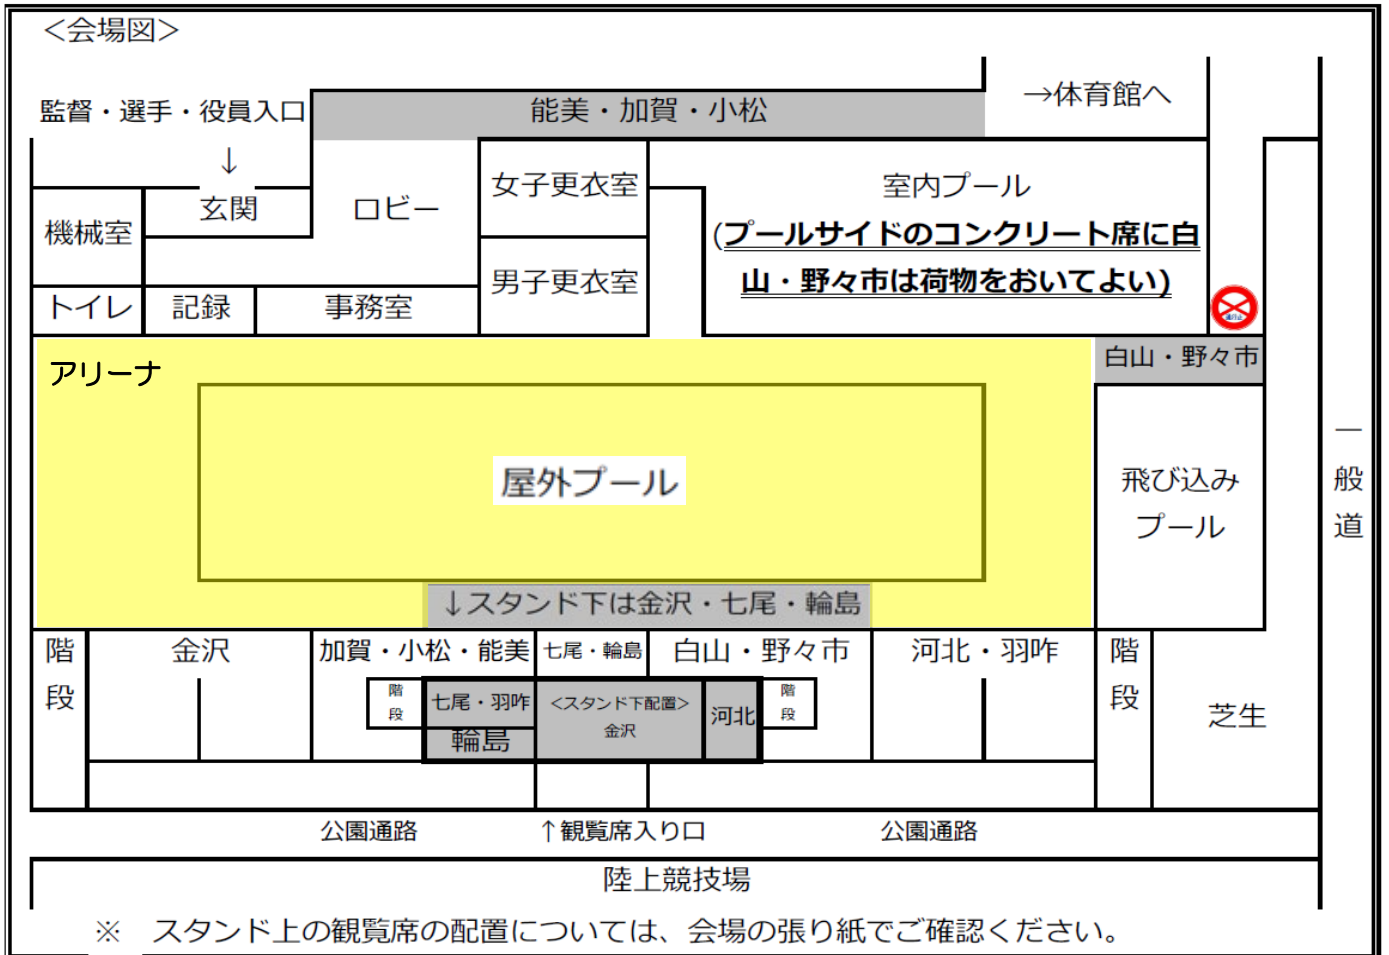 ＜会場図＞
監督・選手・役員入口
↓
能美・加賀・小松
→体育館へ
機械室
玄関
ロビー
女子更衣室
男子更衣室
室内プール
(プールサイドのコンクリート席に白
山・野々市は荷物をおいてよい)
トイレ
記録
事務室
白山・野々市
アリーナ
屋外プール
飛び込み
プール
一般道
↓スタンド下は金沢・七尾・輪島
階段
金沢
加賀・小松・能美
七尾・輪島
白山・野々市
河北・羽咋
階段
芝生
階段
七尾・羽咋
輪島
＜スタンド下配置＞
金沢
河北
階段
公園通路
↑観覧席入り口
公園通路
陸上競技場
※　スタンド上の観覧席の配置については、会場の張り紙でご確認ください。